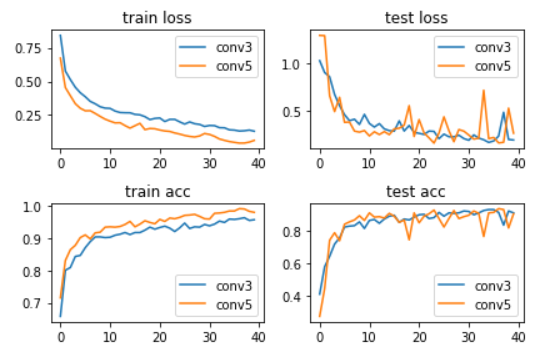 train loss
0.75
0.50
0.25
conv3
conv5
0 10 20 30 40
test loss
1.0
0.5
conv3
conv5
0 10 20 30 40
train acc
1.0
0.9
0.8
0.7
conv3
conv5
0 10 20 30 40
test acc
0.8
0.6
0.4
conv3
conv5
0 10 20 30 40